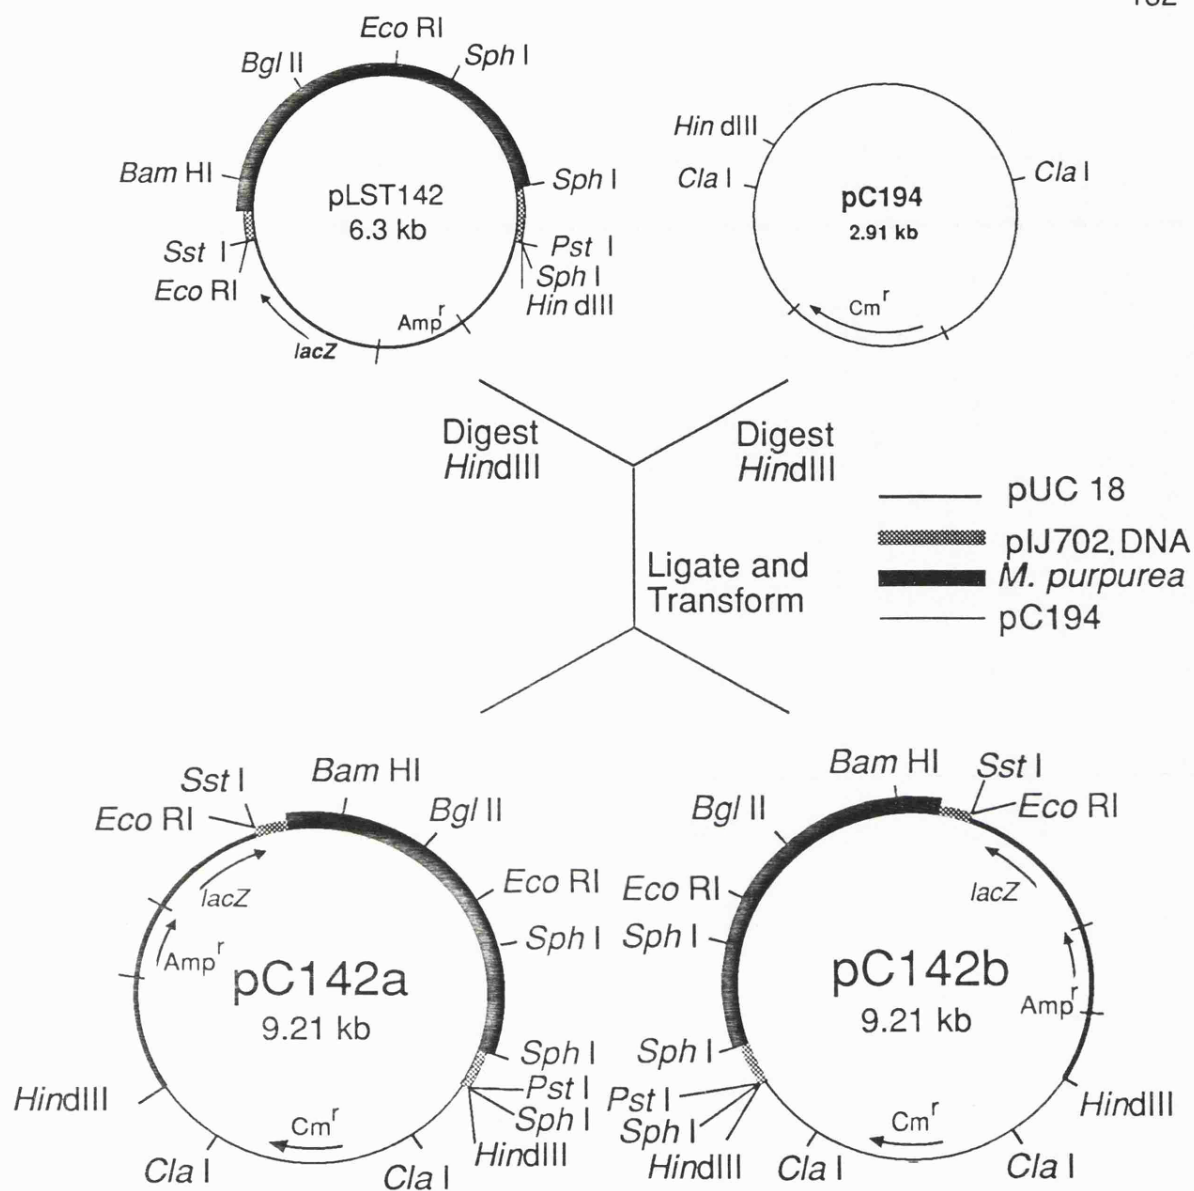 Eco RI
Bgl II
Sph I
Bam HI
Sph I
pLST142
6.3 kb
Sst I
Pst I
Eco RI
Sph I
Hin dIII
Amp r
lacZ
Hin dIII
Cla I
Cla I
pC194
2.91 kb
Cm r
Digest
HindIII
Digest
HindIII
Ligate and
Transform
pUC 18
pIJ702. DNA
M. purpurea
pC194
Sst I
Bam HI
Eco RI
Bgl II
lacZ
Eco RI
Amp r
Sph I
pC142a
9.21 kb
Sph I
Pst I
Sph I
HindIII
HindIII
Cm r
Cla I
Cla I
Bam HI
Sst I
Bgl II
Eco RI
Eco RI
lacZ
Sph I
pC142b
9.21 kb
Amp r
Sph I
Pst I
Sph I
HindIII
HindIII
Cm r
Cla I
Cla I